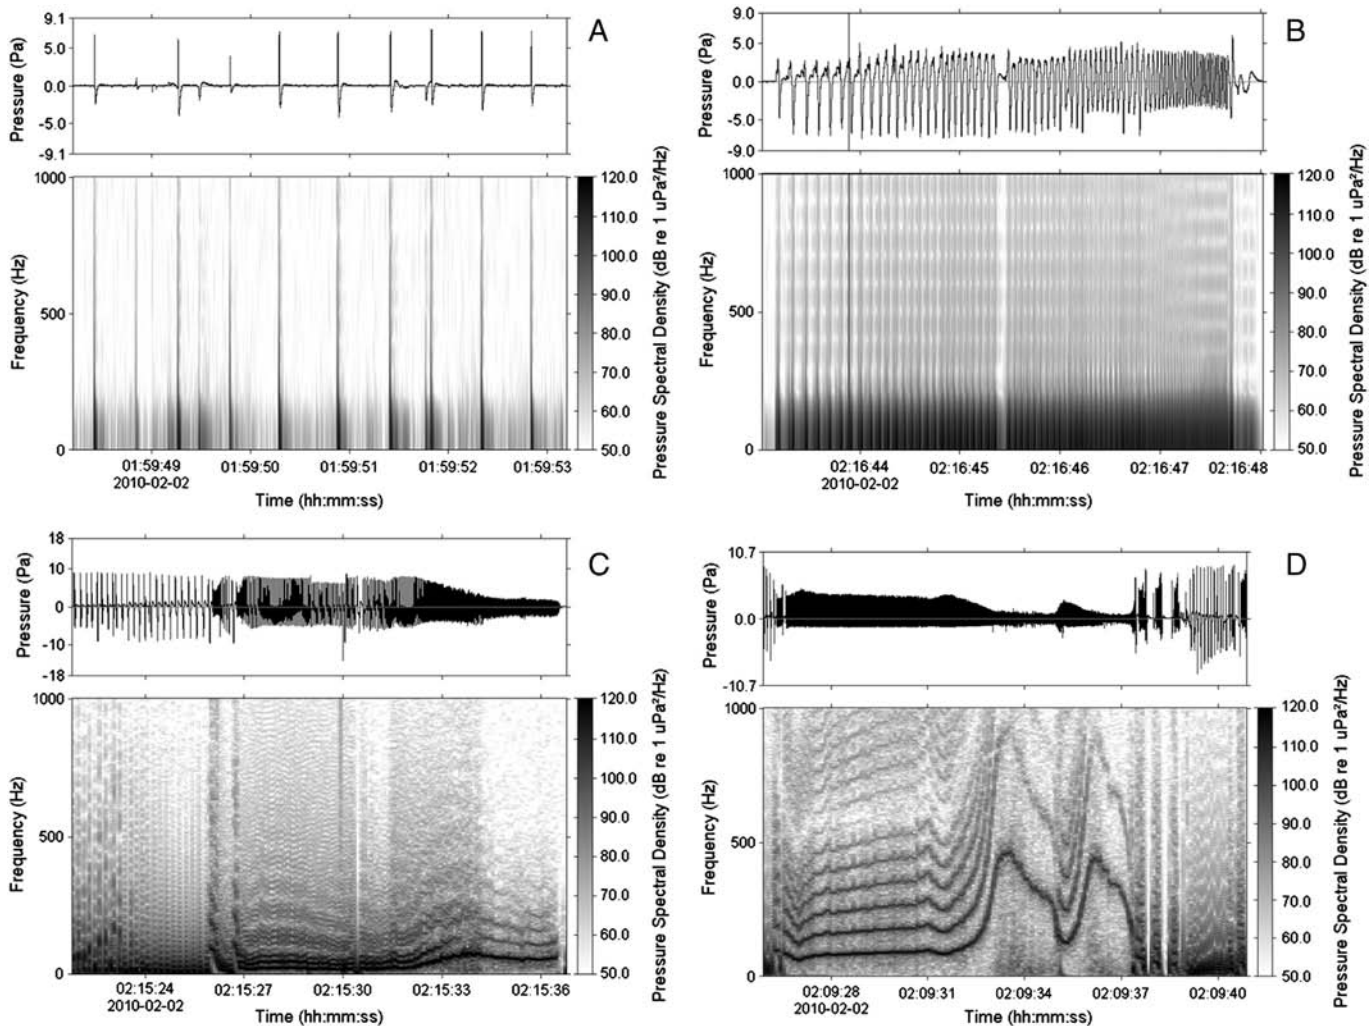 A
9.1
5.0
0.0
-5.0
-9.1
Pressure (Pa)
1000
500
0
Frequency (Hz)
120.0
110.0
100.0
90.0
80.0
70.0
60.0
50.0
Pressure Spectral Density (dB re 1 uPa²/Hz)
01:59:49 01:59:50 01:59:51 01:59:52 01:59:53
2010-02-02
Time (hh:mm:ss)
B
9.0
5.0
0.0
-5.0
-9.0
Pressure (Pa)
1000
500
0
Frequency (Hz)
120.0
110.0
100.0
90.0
80.0
70.0
60.0
50.0
Pressure Spectral Density (dB re 1 uPa²/Hz)
02:16:44 02:16:45 02:16:46 02:16:47 02:16:48
2010-02-02
Time (hh:mm:ss)
C
18
10
0
-10
-18
Pressure (Pa)
1000
500
0
Frequency (Hz)
120.0
110.0
100.0
90.0
80.0
70.0
60.0
50.0
Pressure Spectral Density (dB re 1 uPa²/Hz)
02:15:24 02:15:27 02:15:30 02:15:33 02:15:36
2010-02-02
Time (hh:mm:ss)
D
10.7
0.0
-10.7
Pressure (Pa)
1000
500
0
Frequency (Hz)
120.0
110.0
100.0
90.0
80.0
70.0
60.0
50.0
Pressure Spectral Density (dB re 1 uPa²/Hz)
02:09:28 02:09:31 02:09:34 02:09:37 02:09:40
2010-02-02
Time (hh:mm:ss)